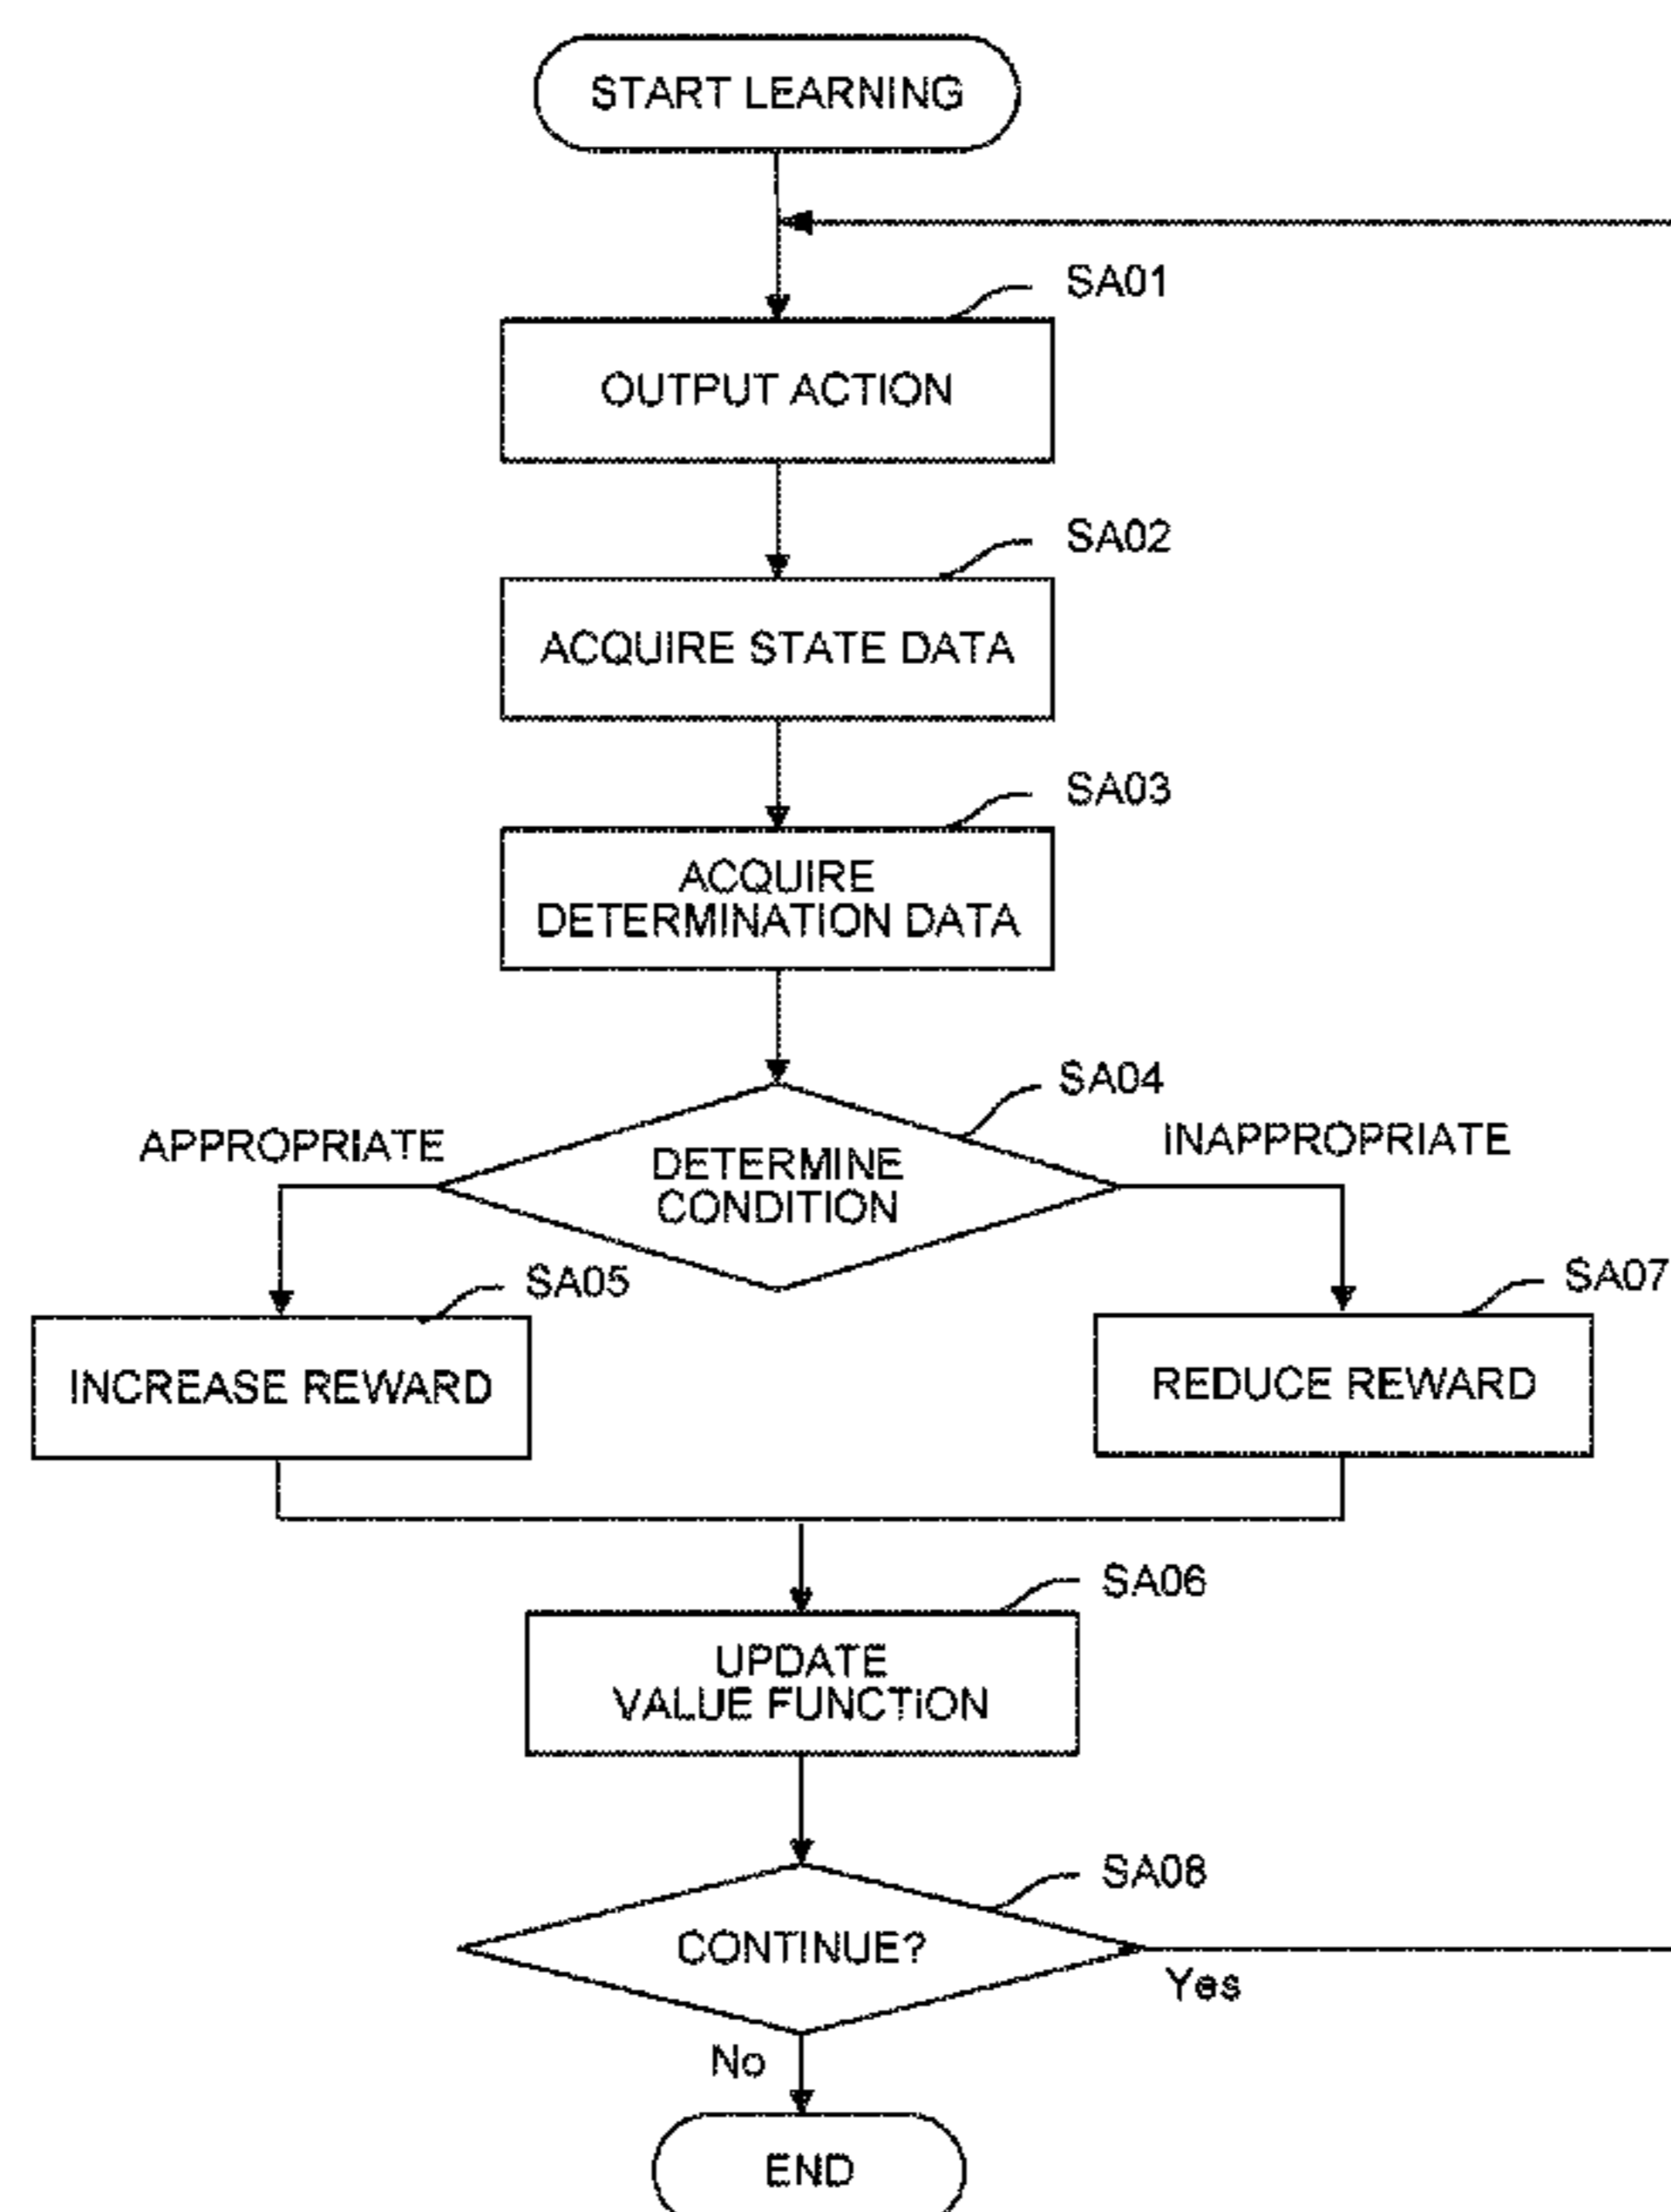 START LEARNING
SA01
OUTPUT ACTION
SA02
ACQUIRE STATE DATA
SA03
ACQUIRE
DETERMINATION DATA
SA04
APPROPRIATE
INAPPROPRIATE
DETERMINE
CONDITION
SA05
SA07
INCREASE REWARD
REDUCE REWARD
SA06
UPDATE
VALUE FUNCTION
SA08
CONTINUE?
Yes
No
END